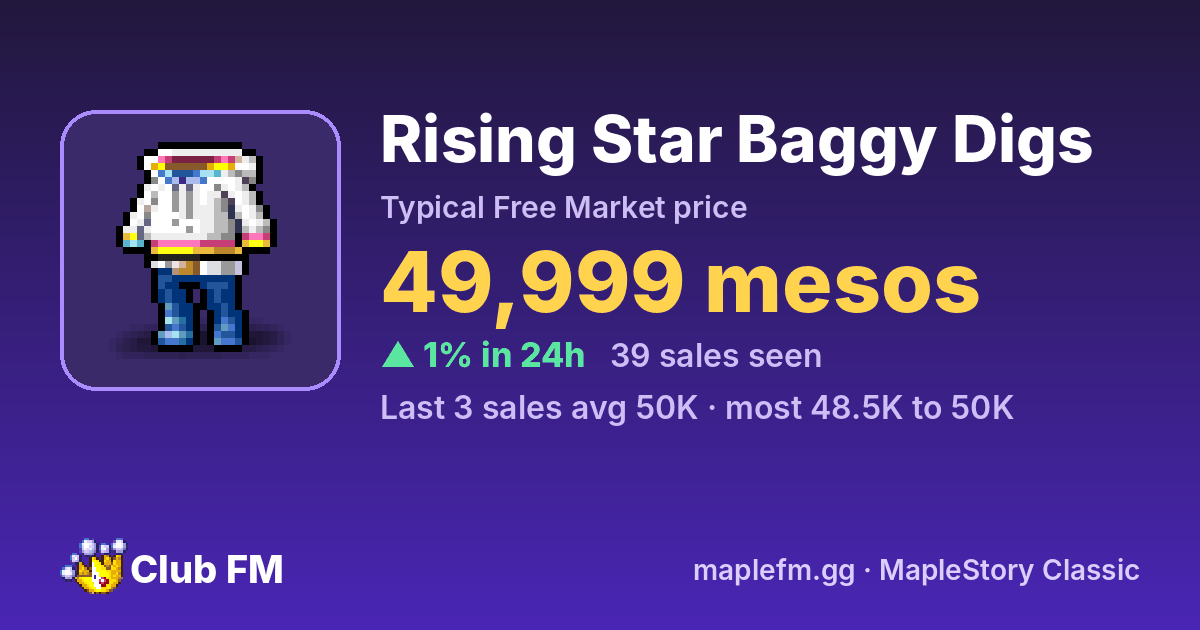 Rising Star Baggy Digs
Typical Free Market price
49,999 mesos
▲ 1% in 24h 39 sales seen
Last 3 sales avg 50K · most 48.5K to 50K
Club FM
maplefm.gg · MapleStory Classic